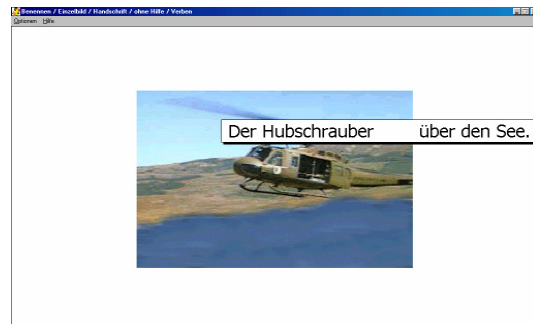 Benennen / Einzelbild / Handschrift / ohne Hilfe / Verben
Optionen Hilfe
Der Hubschrauber über den See.